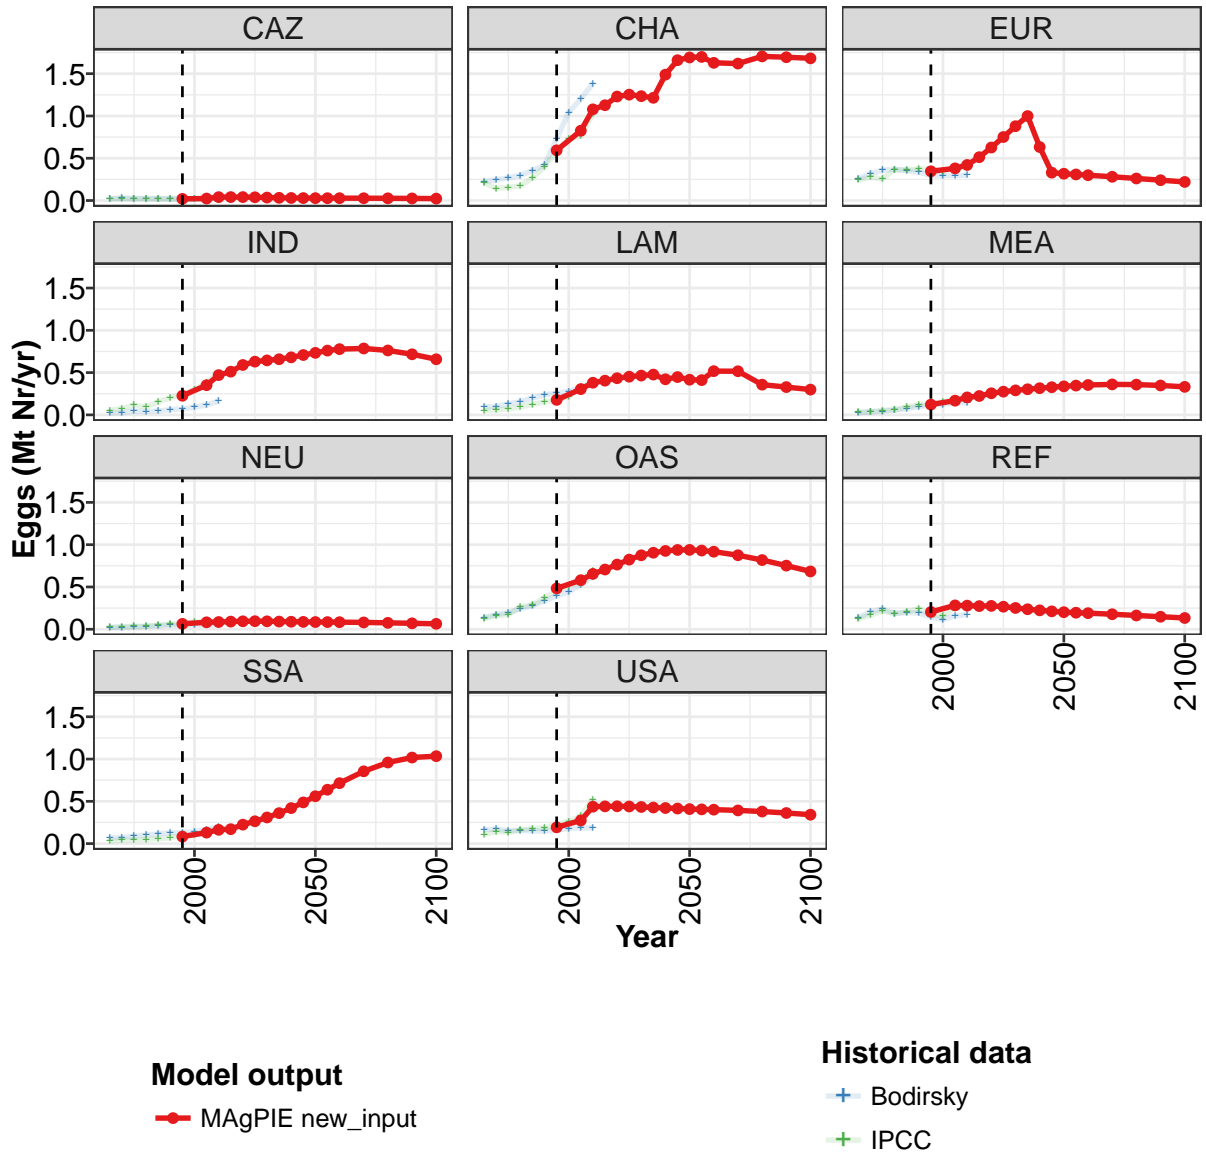 CAZ CHA EUR
1.5
1.0
0.5
0.0
IND LAM MEA
1.5
1.0
0.5
0.0
NEU OAS REF
1.5
1.0
0.5
0.0
2000 2050 2100
SSA USA
1.5
1.0
0.5
0.0
2000 2050 2100 2000 2050 2100
Eggs (Mt Nr/yr)
Year
Model output
MAgPIE new_input
Historical data
Bodirsky
IPCC